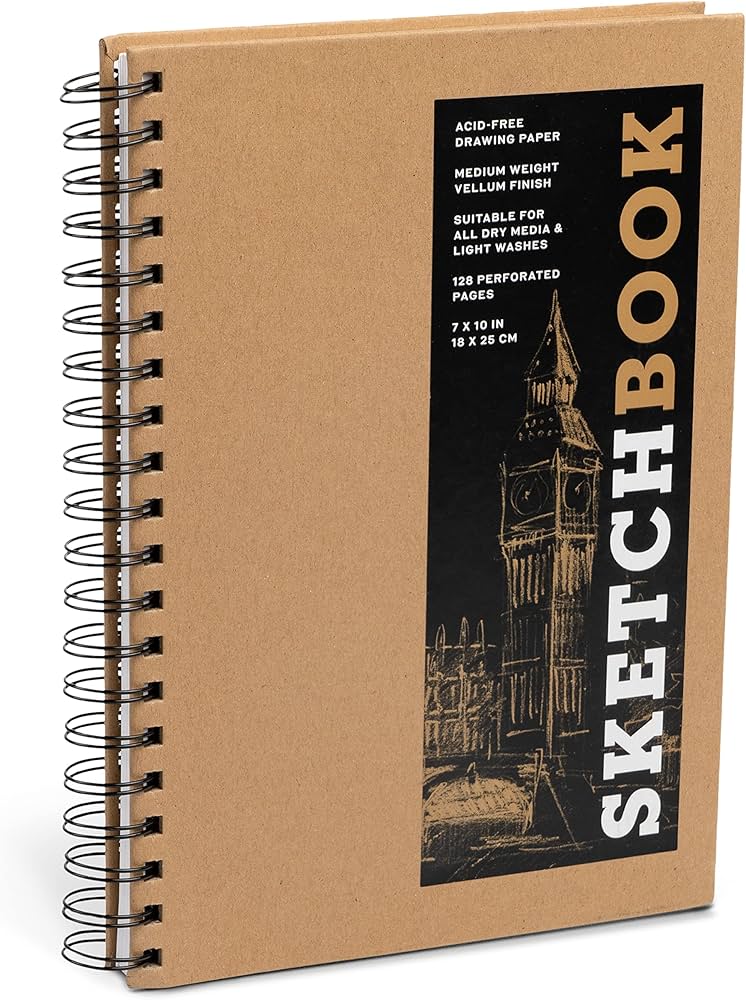 ACID-FREE
DRAWING PAPER
MEDIUM WEIGHT
VELLUM FINISH
SUITABLE FOR
ALL DRY MEDIA &
LIGHT WASHES
128 PERFORATED
PAGES
7 X 10 IN
18 X 25 CM
SKETCHBOOK